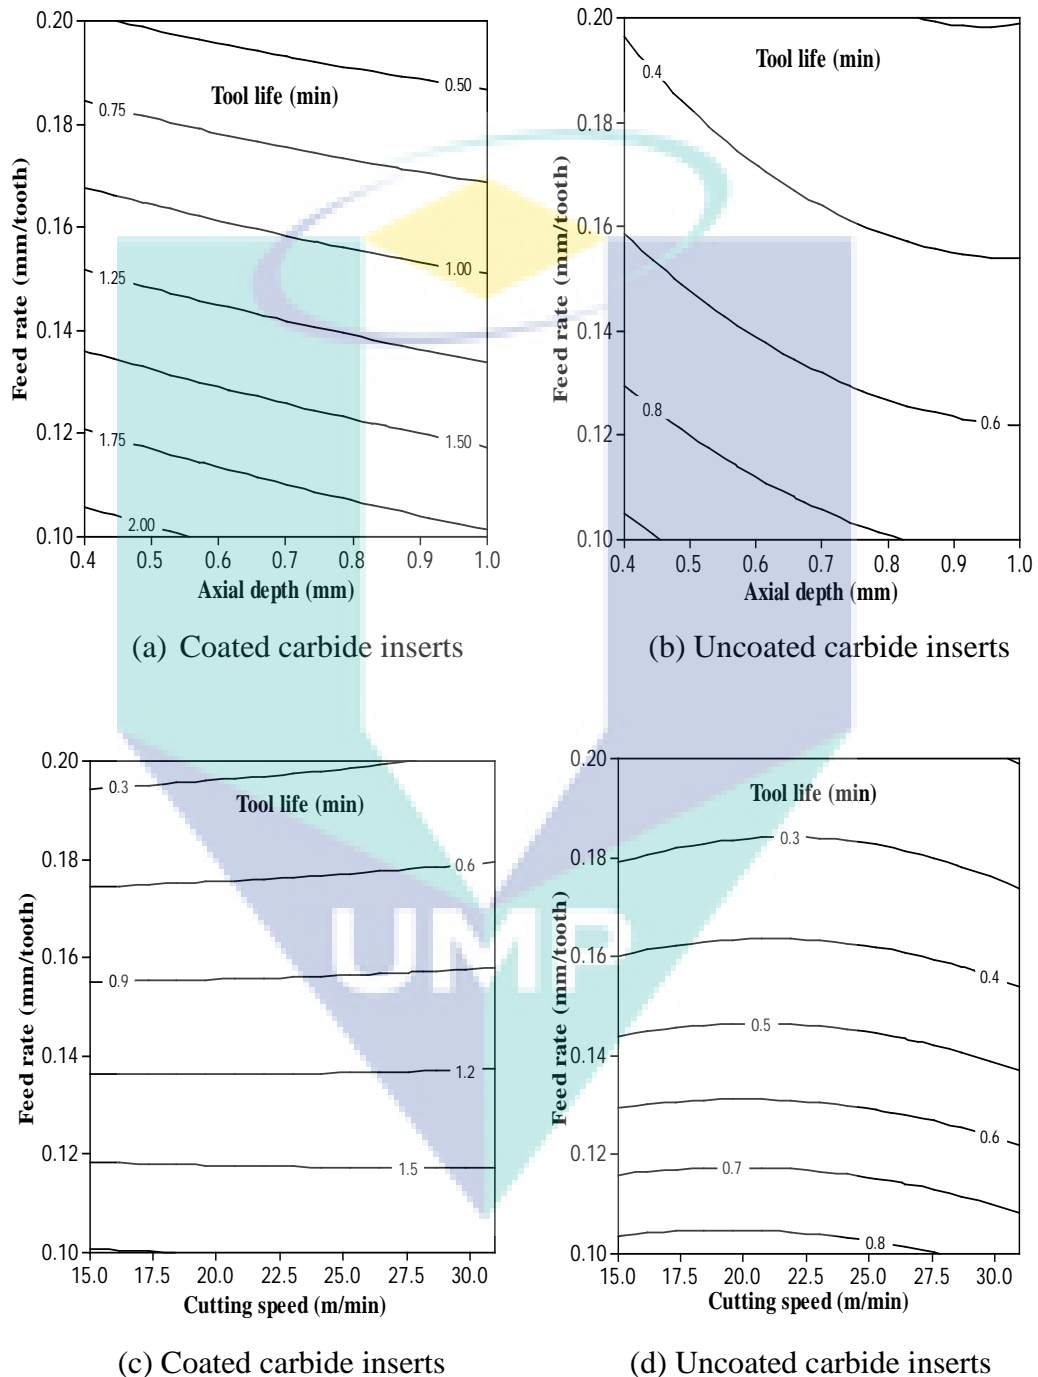 0.20
0.18
0.16
0.14
0.12
0.10
Feed rate (mm/tooth)
Tool life (min)
0.50
0.75
1.00
1.25
1.50
1.75
2.00
0.4 0.5 0.6 0.7 0.8 0.9 1.0
Axial depth (mm)
(a) Coated carbide inserts
0.20
0.18
0.16
0.14
0.12
0.10
Feed rate (mm/tooth)
Tool life (min)
0.4
0.6
0.8
0.4 0.5 0.6 0.7 0.8 0.9 1.0
Axial depth (mm)
(b) Uncoated carbide inserts
0.20
0.18
0.16
0.14
0.12
0.10
Feed rate (mm/tooth)
Tool life (min)
0.3
0.6
0.9
1.2
1.5
15.0 17.5 20.0 22.5 25.0 27.5 30.0
Cutting speed (m/min)
(c) Coated carbide inserts
0.20
0.18
0.16
0.14
0.12
0.10
Feed rate (mm/tooth)
Tool life (min)
0.3
0.4
0.5
0.6
0.7
0.8
15.0 17.5 20.0 22.5 25.0 27.5 30.0
Cutting speed (m/min)
(d) Uncoated carbide inserts
UMP